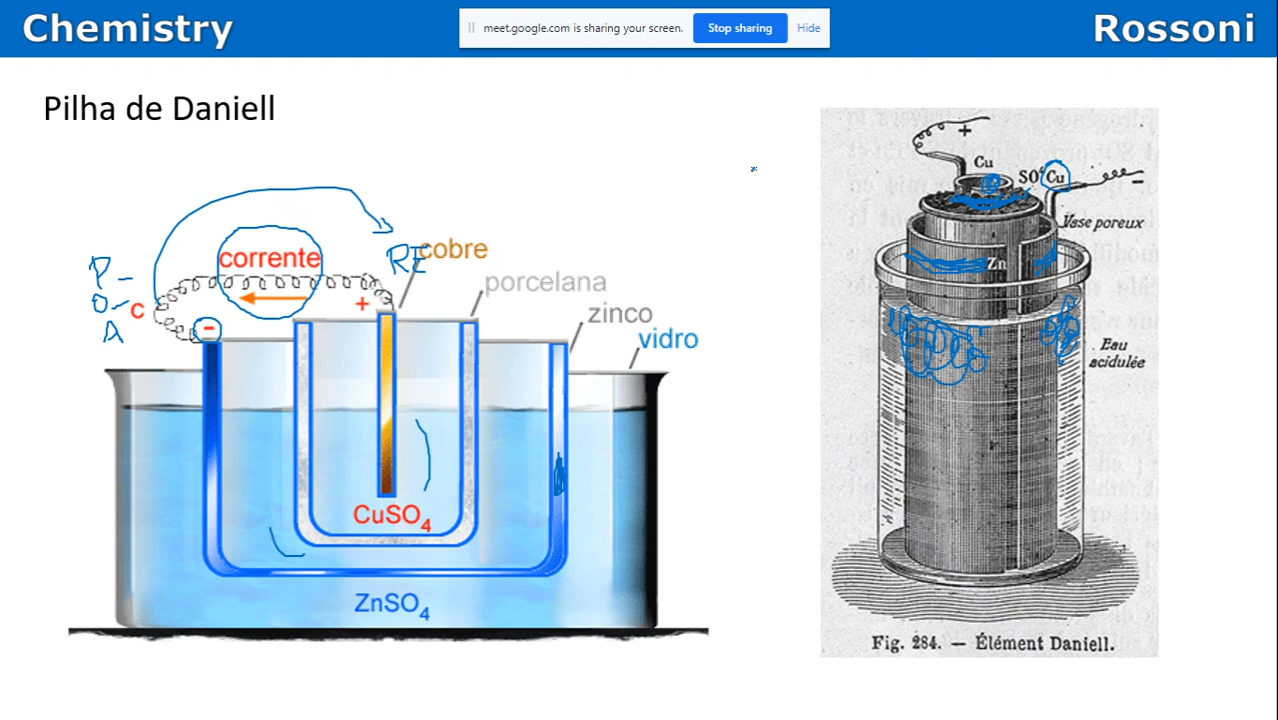 Chemistry
meet.google.com is sharing your screen.
Stop sharing
Hide
Rossoni
Pilha de Daniell
corrente
P -
O -
A
c
-
+
RE
cobre
porcelana
zinco
vidro
CuSO4
ZnSO4
+
Cu
SO4Cu
-
Vase poreux
Zn
Eau
acidulée
Fig. 284. — Élément Daniell.